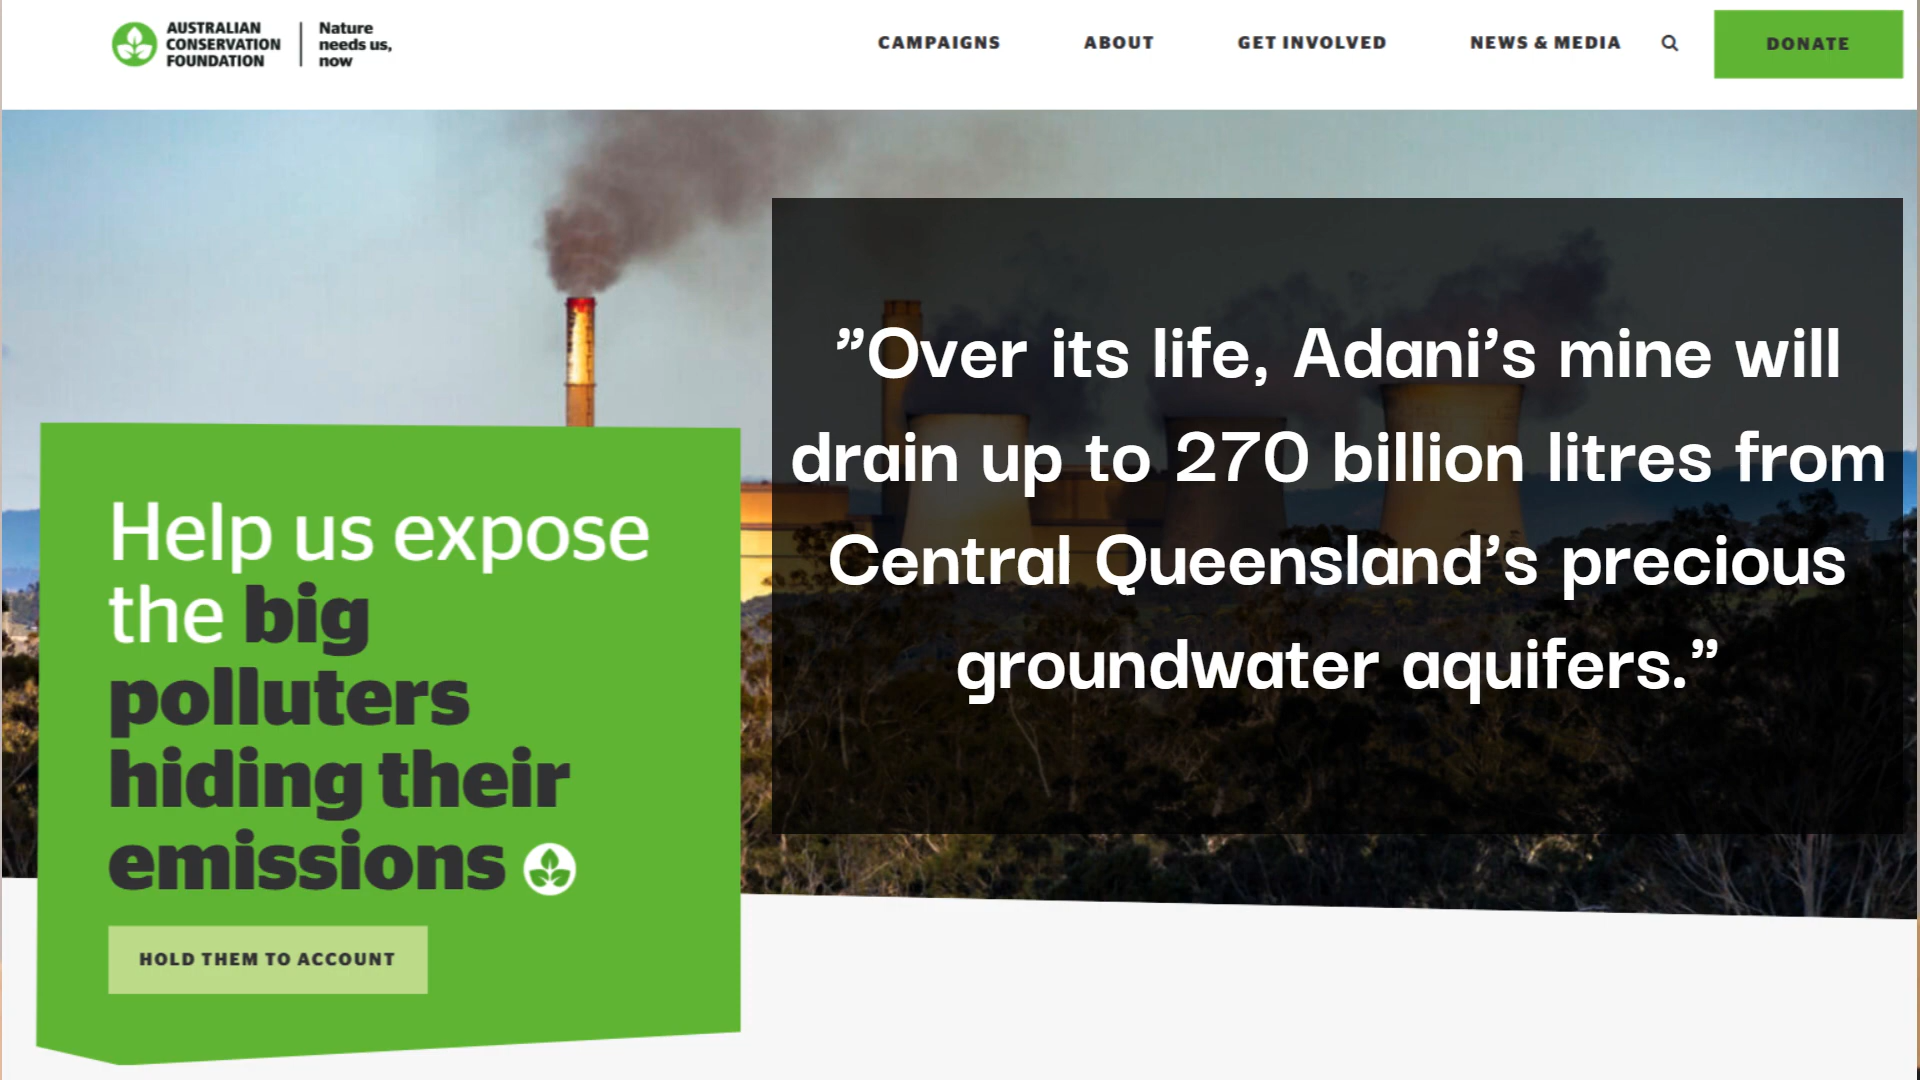 AUSTRALIAN
CONSERVATION
FOUNDATION
Nature
needs us,
now
CAMPAIGNS
ABOUT
GET INVOLVED
NEWS & MEDIA
DONATE
”Over its life, Adani’s mine will
drain up to 270 billion litres from
Central Queensland’s precious
groundwater aquifers.”
Help us expose
the big
polluters
hiding their
emissions
HOLD THEM TO ACCOUNT